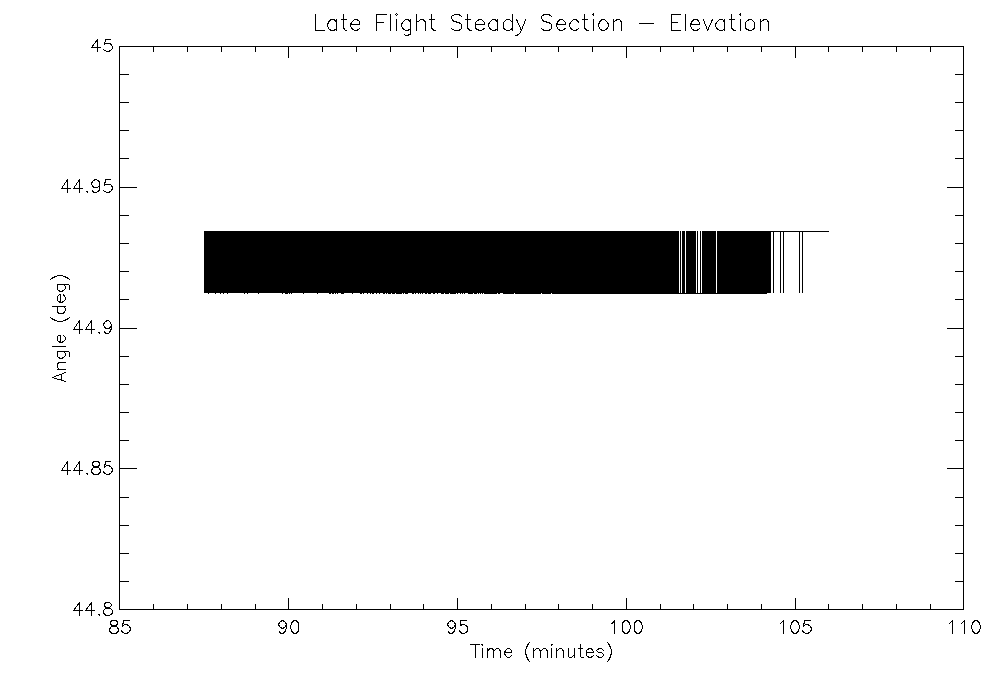 Late Flight Steady Section – Elevation
45
44.95
44.9
44.85
44.8
Angle (deg)
85 90 95 100 105 110
Time (minutes)